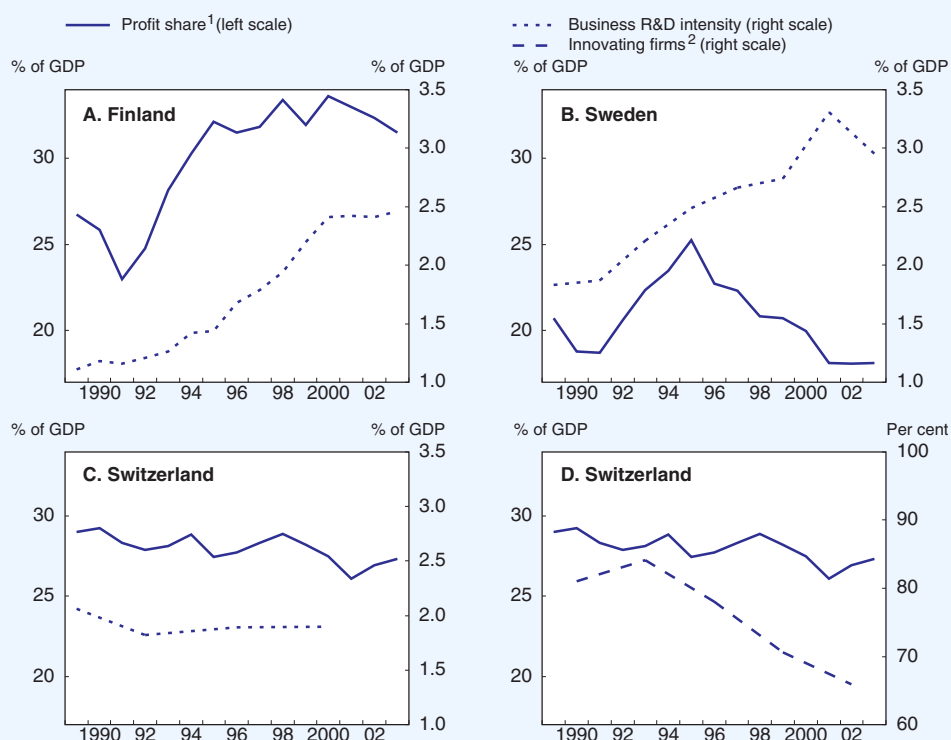 Profit share1 (left scale)
Business R&D intensity (right scale)
Innovating firms2 (right scale)
% of GDP
% of GDP
% of GDP
% of GDP
A. Finland
3.5
3.0
2.5
2.0
1.5
1.0
30
25
20
1990 92 94 96 98 2000 02
B. Sweden
3.5
3.0
2.5
2.0
1.5
1.0
30
25
20
1990 92 94 96 98 2000 02
% of GDP
% of GDP
% of GDP
Per cent
C. Switzerland
3.5
3.0
2.5
2.0
1.5
1.0
30
25
20
1990 92 94 96 98 2000 02
D. Switzerland
100
90
80
70
60
30
25
20
1990 92 94 96 98 2000 02